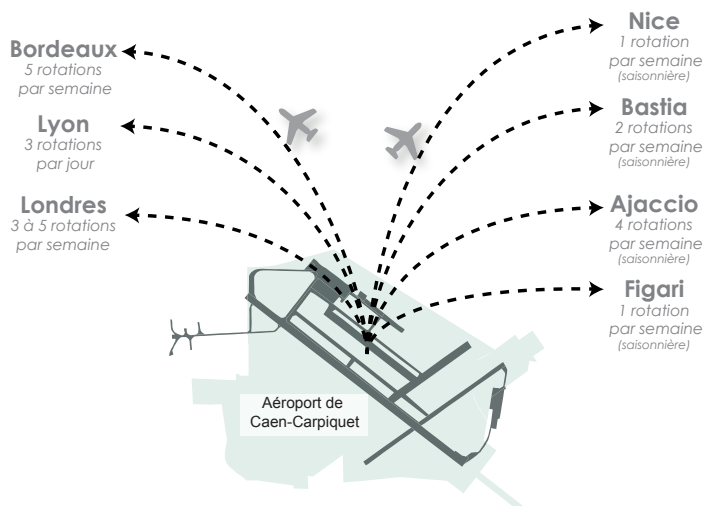 Bordeaux
5 rotations
par semaine
Lyon
3 rotations
par jour
Londres
3 à 5 rotations
par semaine
Nice
1 rotation
par semaine
(saisonnière)
Bastia
2 rotations
par semaine
(saisonnière)
Ajaccio
4 rotations
par semaine
(saisonnière)
Figari
1 rotation
par semaine
(saisonnière)
Aéroport de
Caen-Carpiquet